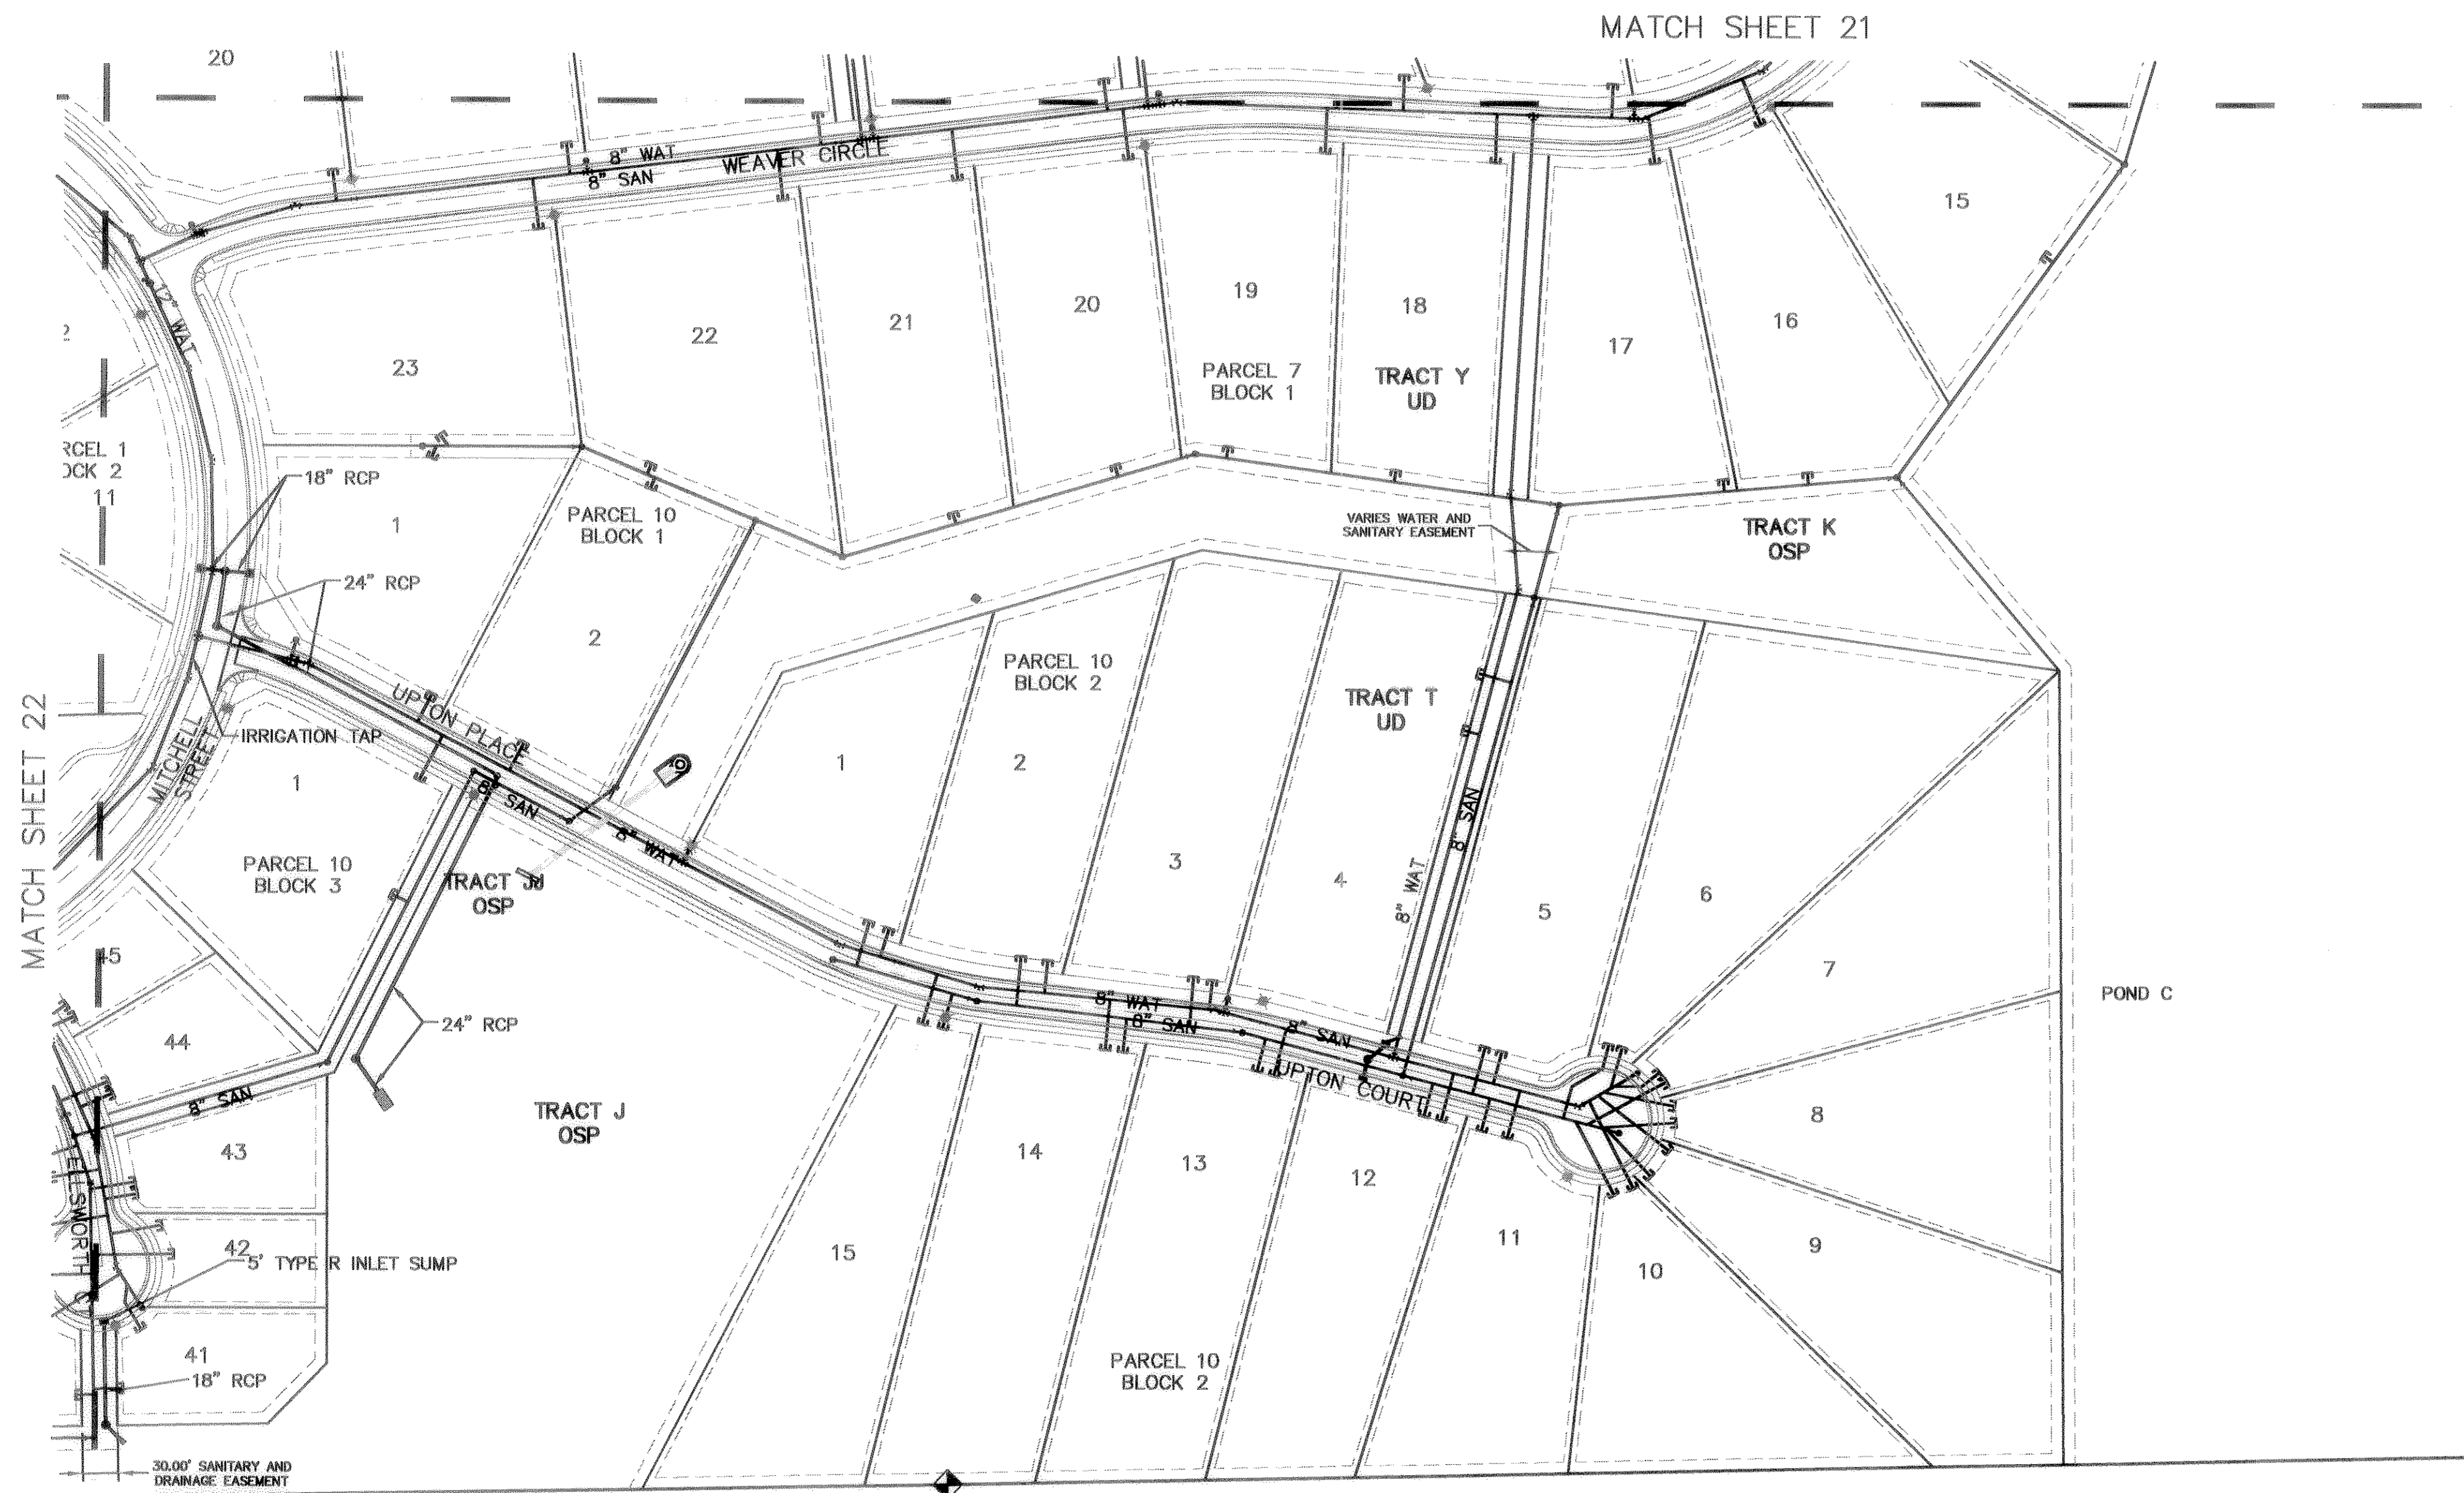 MATCH SHEET 21
20
8" WAT
WEAVER CIRCLE
8" SAN
15
12" WAT
23
22
21
20
19
PARCEL 7
BLOCK 1
18
TRACT Y
UD
17
16
11
18" RCP
1
PARCEL 10
BLOCK 1
VARIES WATER AND
SANITARY EASEMENT
TRACT K
OSP
24" RCP
2
UPTON PLACE
MATCH SHEET 22
MITCHELL
STREET
IRRIGATION TAP
1
PARCEL 10
BLOCK 3
8" SAN
8" WAT
TRACT JJ
OSP
1
2
PARCEL 10
BLOCK 2
3
TRACT T
UD
4
8" WAT
8" SAN
5
6
7
POND C
45
44
24" RCP
8" SAN
8" WAT
8" SAN
8" SAN
UPTON COURT
TRACT J
OSP
43
ELLSWORTH
42
5' TYPE R INLET SUMP
41
18" RCP
15
14
13
12
11
10
9
8
PARCEL 10
BLOCK 2
30.00' SANITARY AND
DRAINAGE EASEMENT